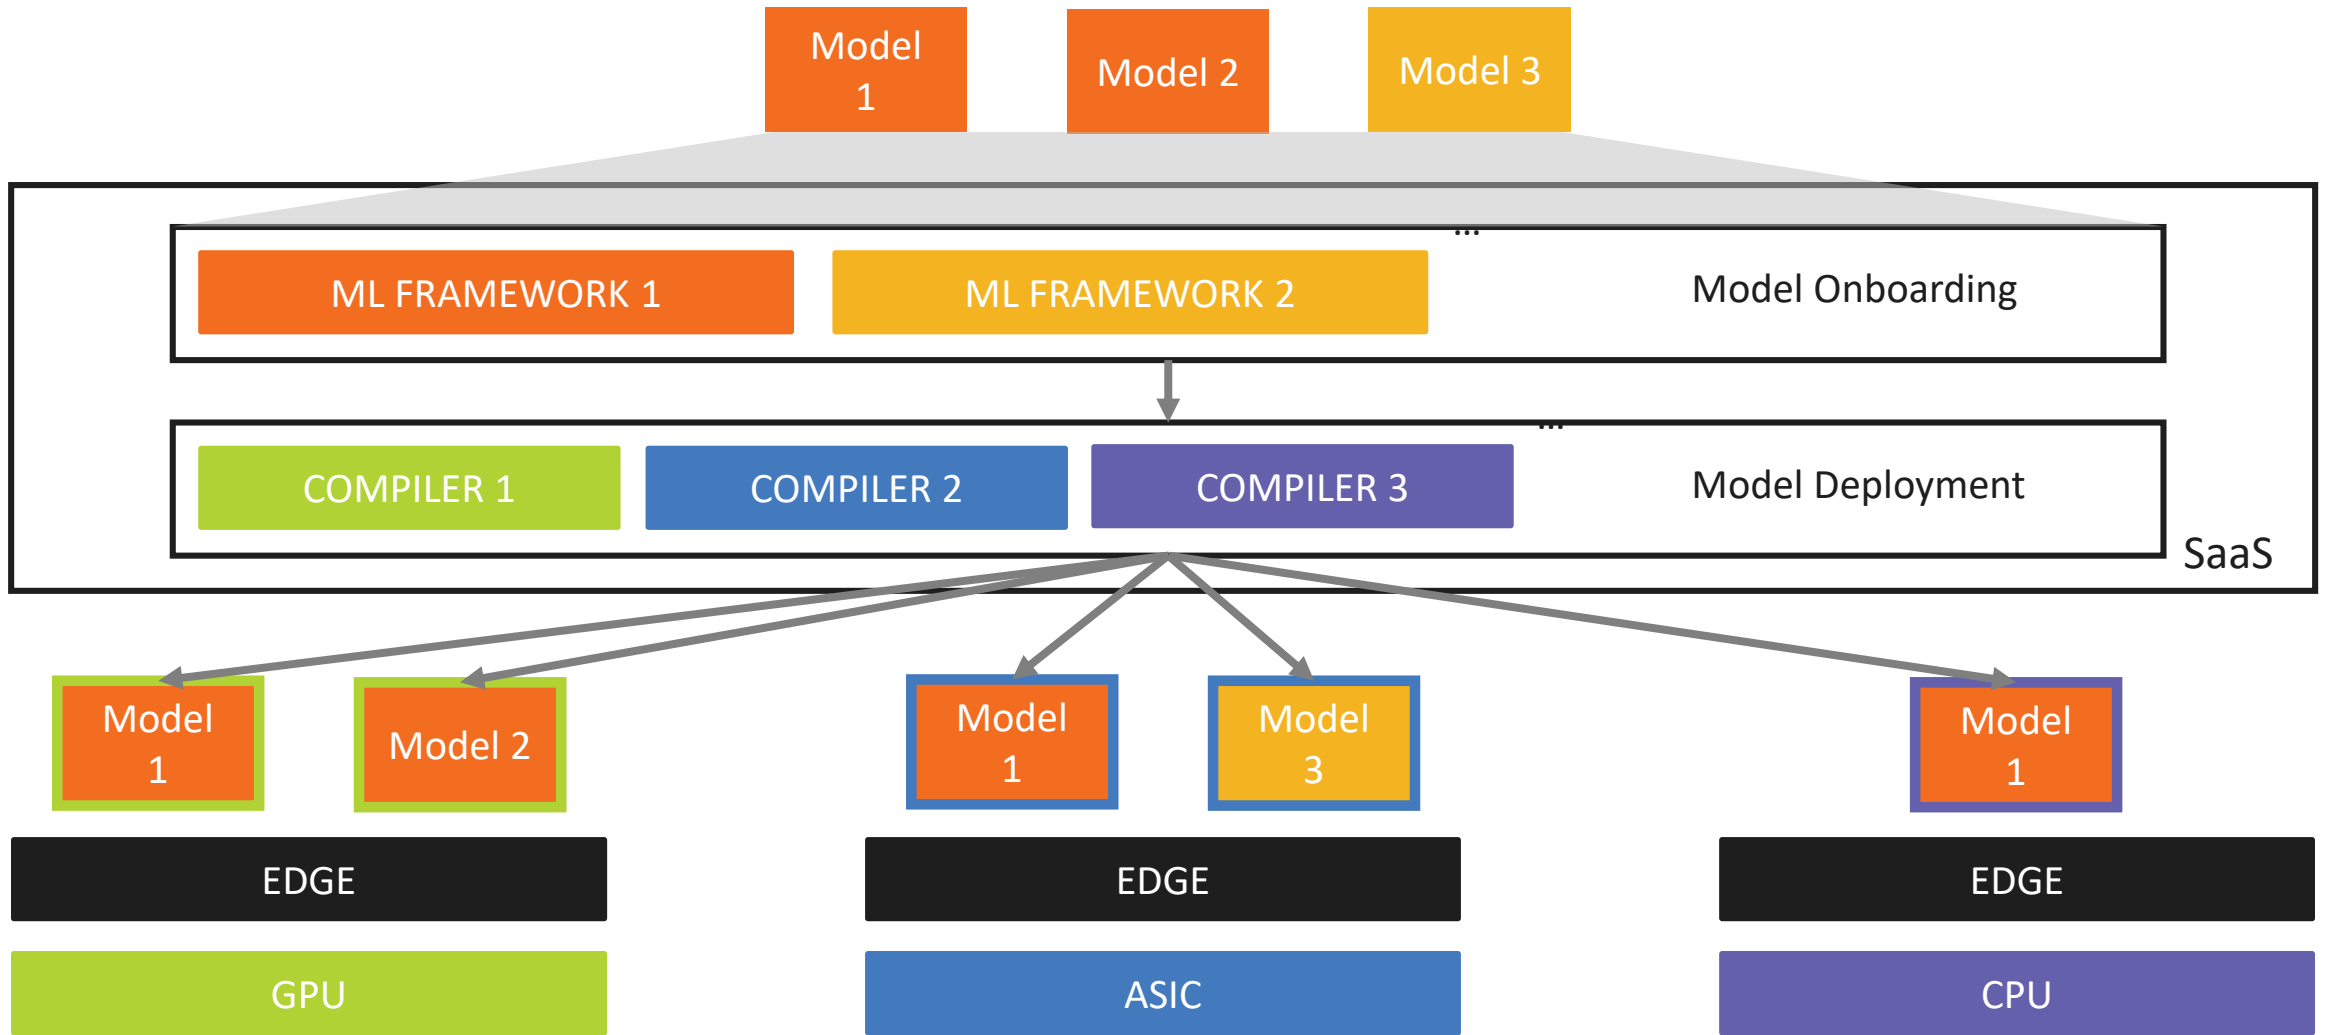 Model
1
Model 2
Model 3
...
ML FRAMEWORK 1
ML FRAMEWORK 2
Model Onboarding
...
COMPILER 1
COMPILER 2
COMPILER 3
Model Deployment
SaaS
Model
1
Model 2
Model
1
Model
3
Model
1
EDGE
EDGE
EDGE
GPU
ASIC
CPU